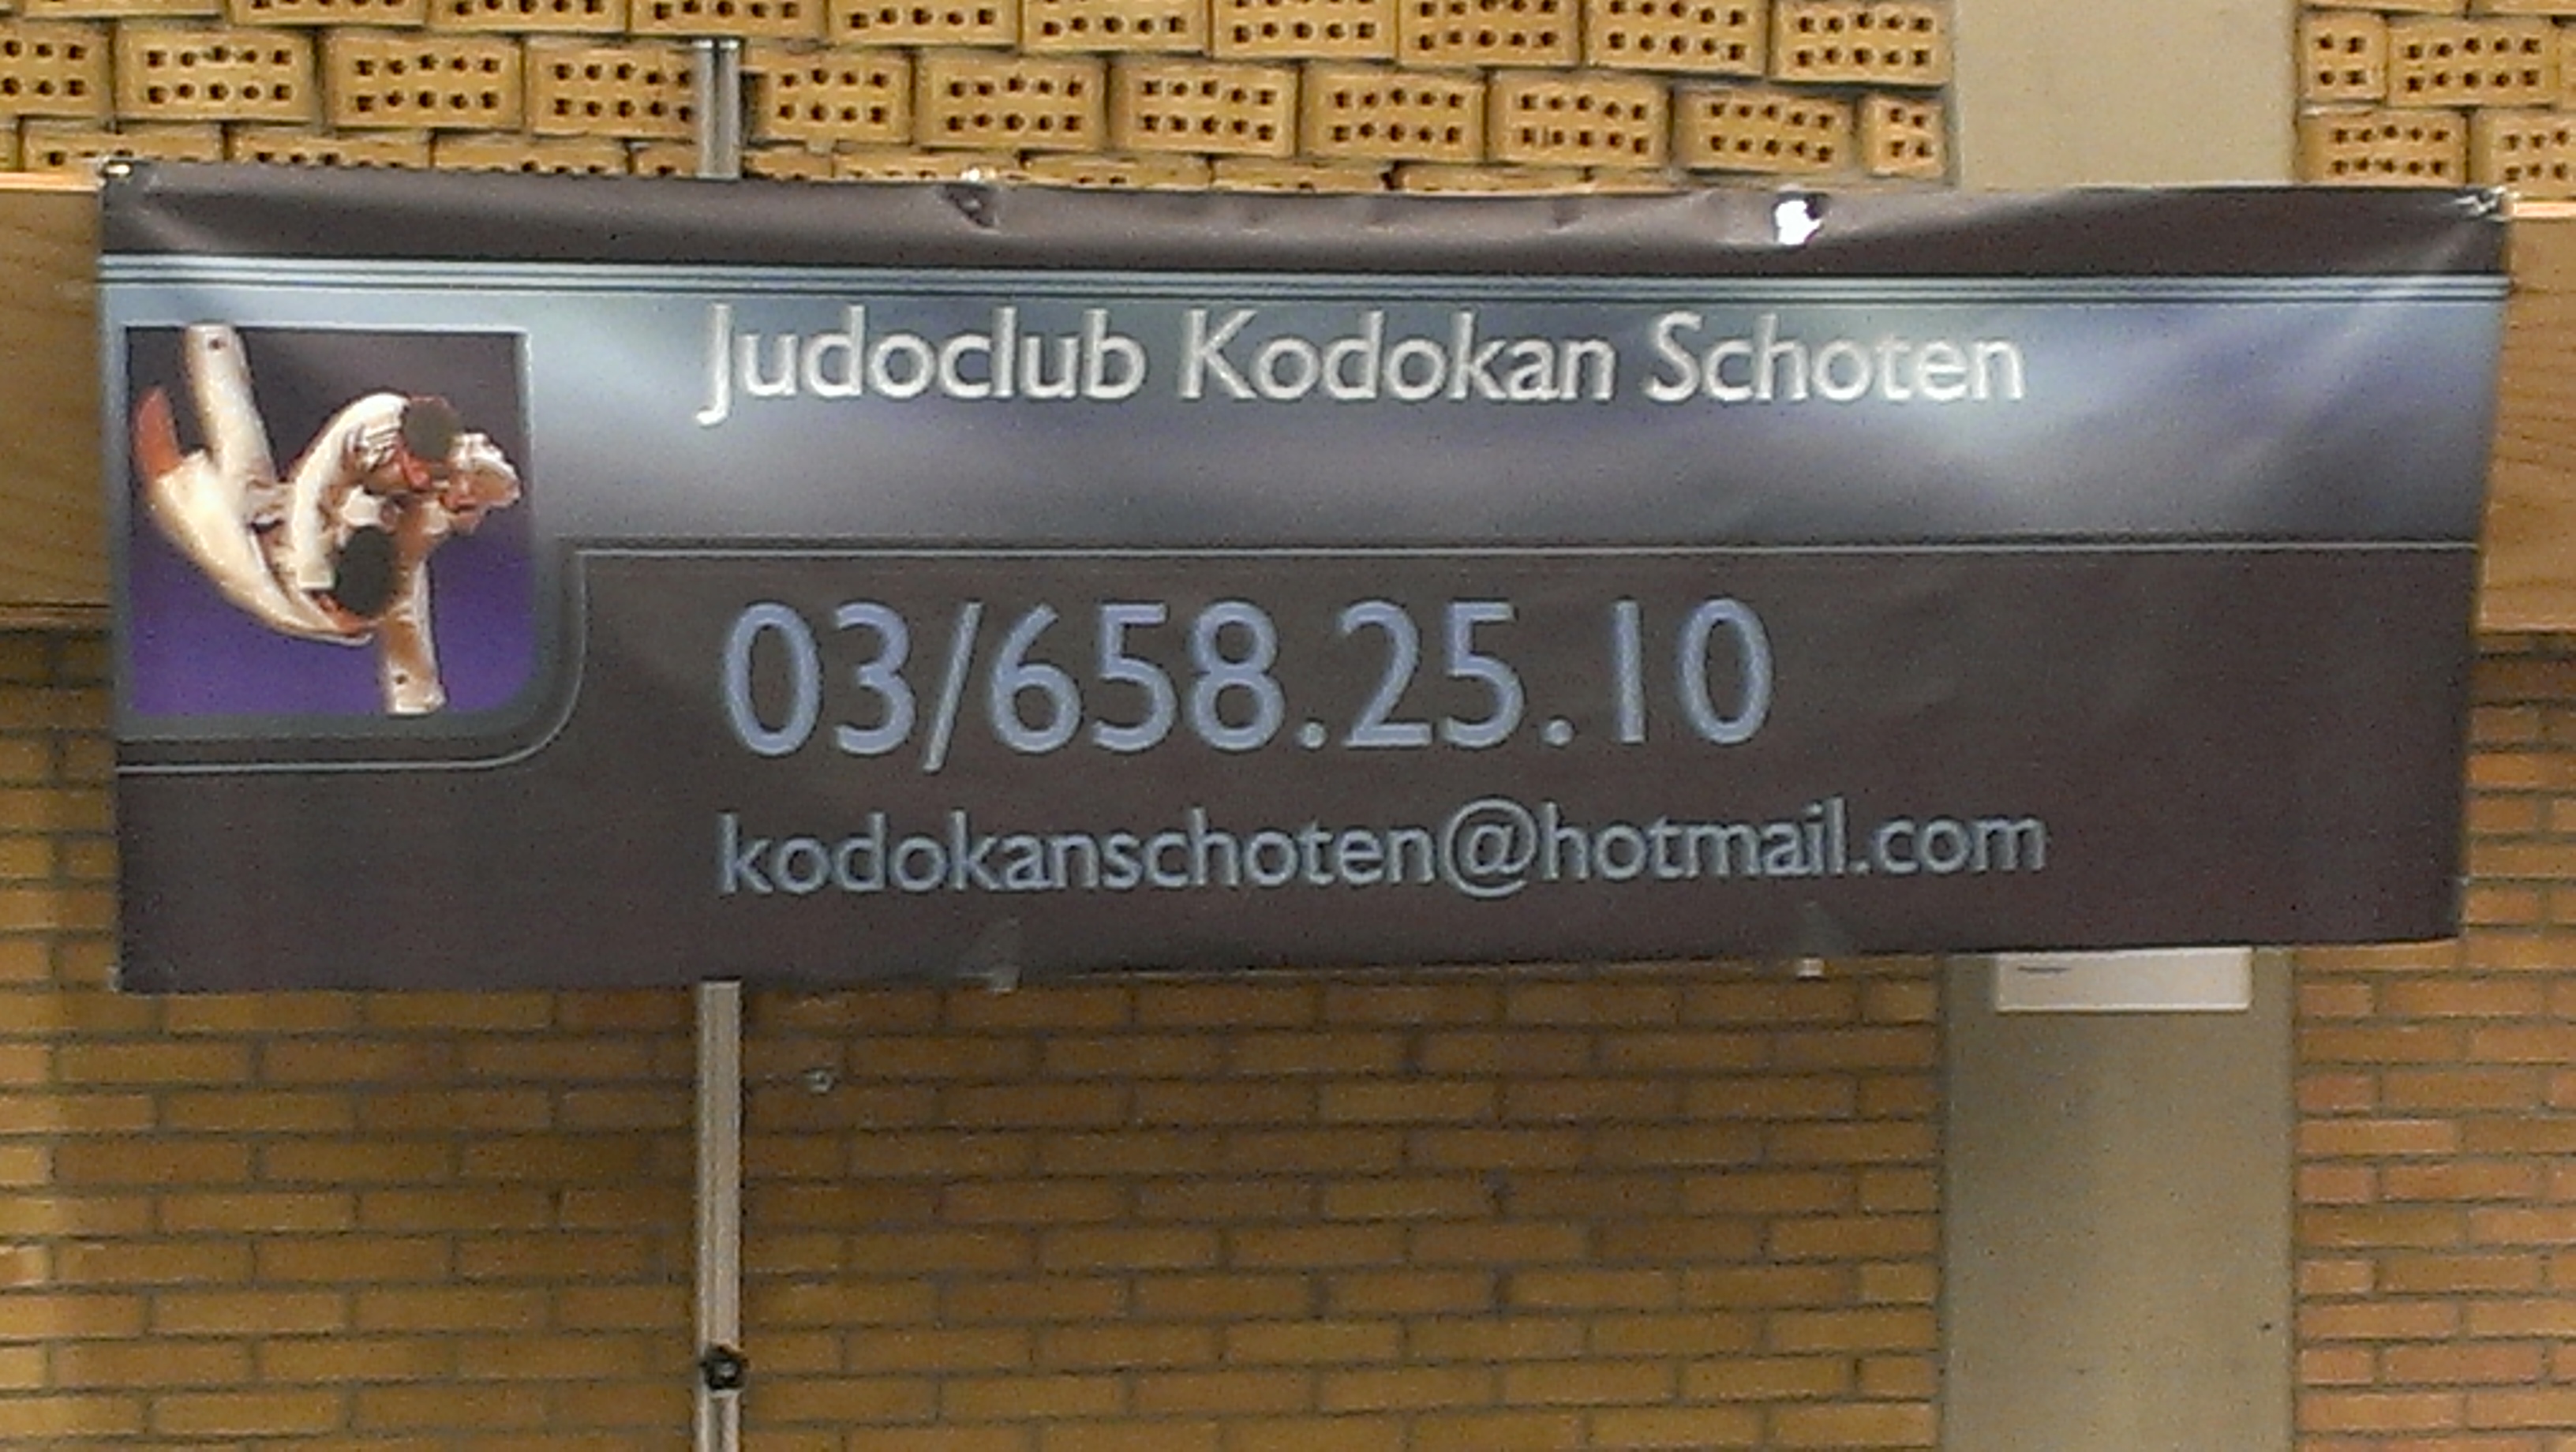 Judoclub Kodokan Schoten
03/658.25.10
kodokanschoten@hotmail.com